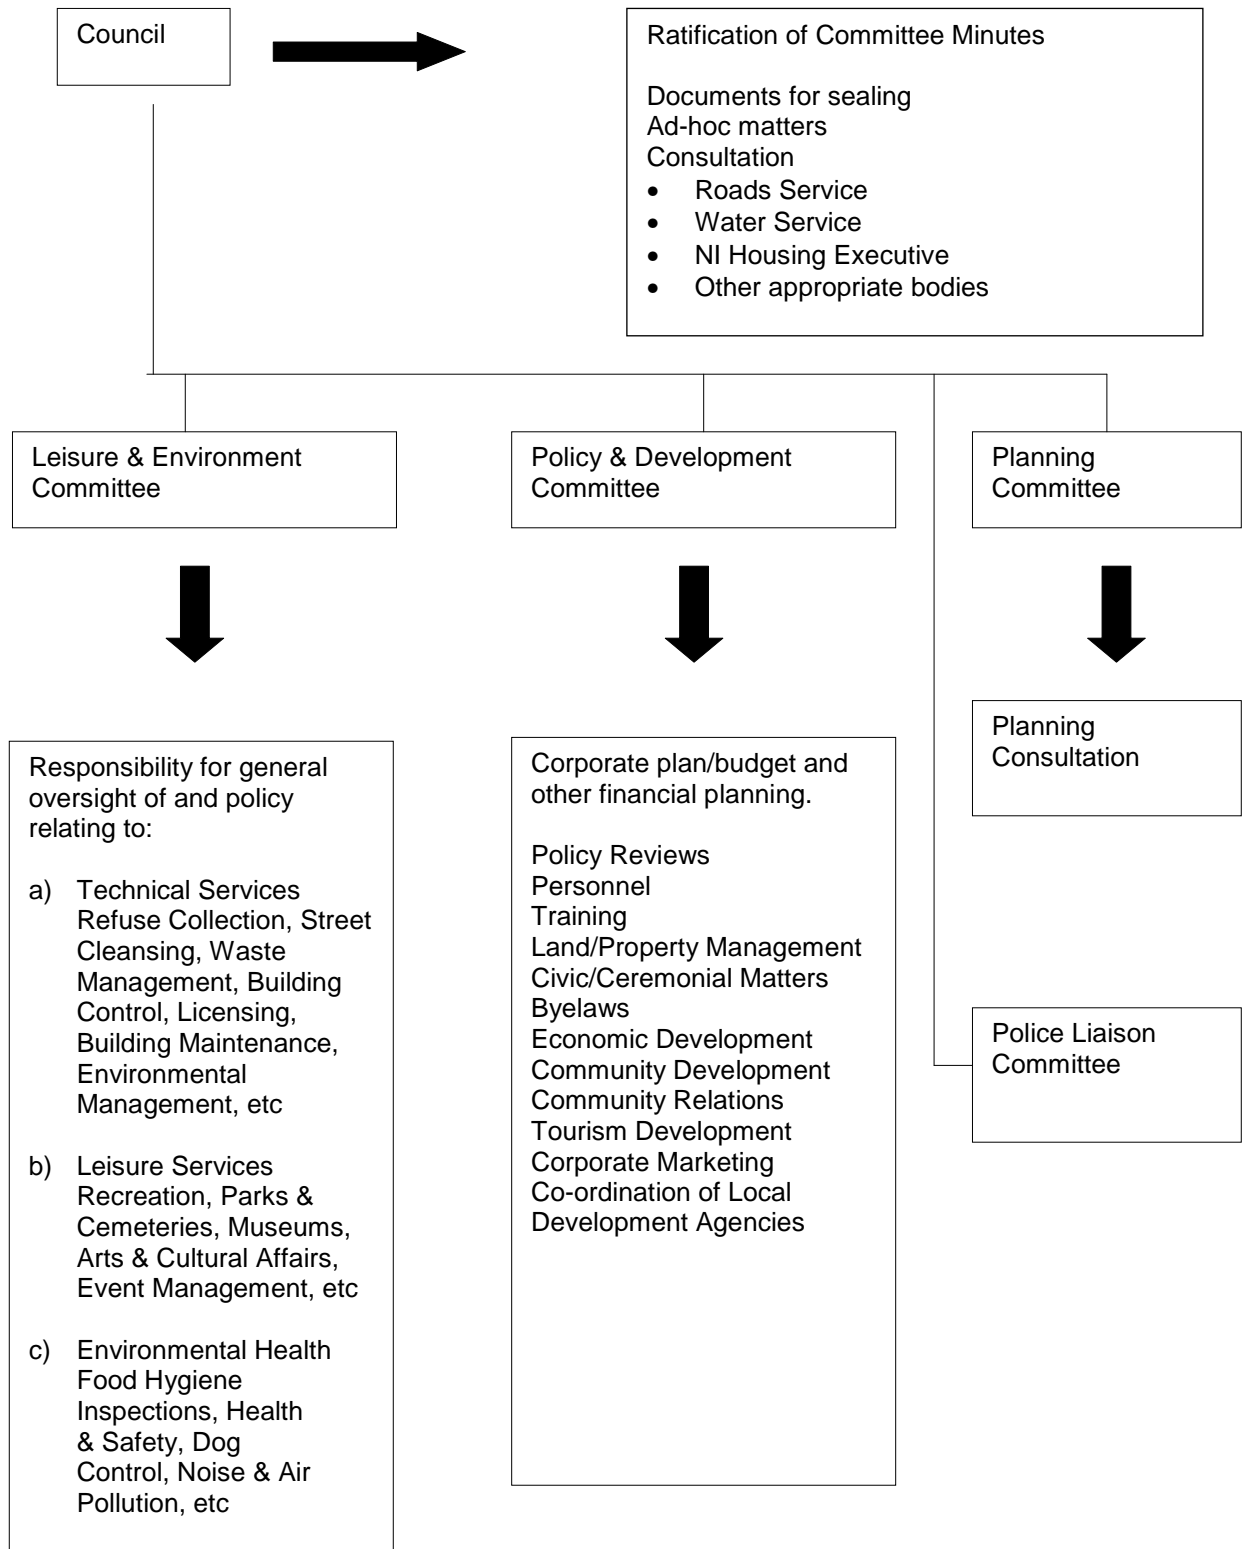 Council
Ratification of Committee Minutes
Documents for sealing
Ad-hoc matters
Consultation
• Roads Service
• Water Service
• NI Housing Executive
• Other appropriate bodies
Leisure & Environment
Committee
Policy & Development
Committee
Planning
Committee
Responsibility for general
oversight of and policy
relating to:
a) Technical Services
Refuse Collection, Street
Cleansing, Waste
Management, Building
Control, Licensing,
Building Maintenance,
Environmental
Management, etc
b) Leisure Services
Recreation, Parks &
Cemeteries, Museums,
Arts & Cultural Affairs,
Event Management, etc
c) Environmental Health
Food Hygiene
Inspections, Health
& Safety, Dog
Control, Noise & Air
Pollution, etc
Corporate plan/budget and
other financial planning.
Policy Reviews
Personnel
Training
Land/Property Management
Civic/Ceremonial Matters
Byelaws
Economic Development
Community Development
Community Relations
Tourism Development
Corporate Marketing
Co-ordination of Local
Development Agencies
Planning
Consultation
Police Liaison
Committee